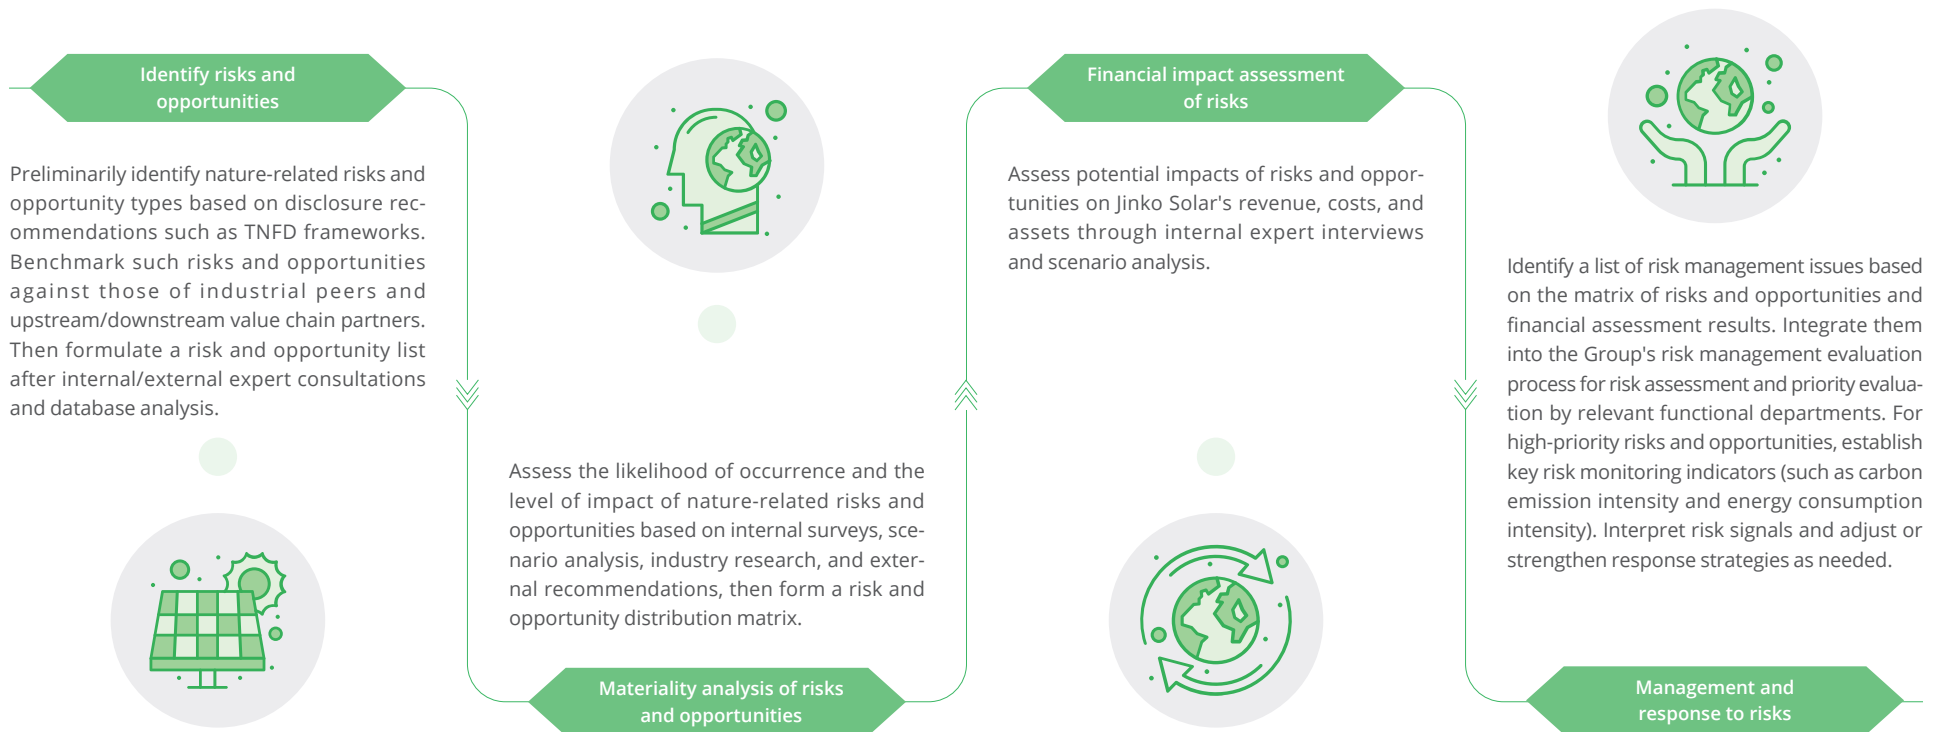 Identify risks and
opportunities
Preliminarily identify nature-related risks and
opportunity types based on disclosure rec-
ommendations such as TNFD frameworks.
Benchmark such risks and opportunities
against those of industrial peers and
upstream/downstream value chain partners.
Then formulate a risk and opportunity list
after internal/external expert consultations
and database analysis.
Assess the likelihood of occurrence and the
level of impact of nature-related risks and
opportunities based on internal surveys, sce-
nario analysis, industry research, and exter-
nal recommendations, then form a risk and
opportunity distribution matrix.
Materiality analysis of risks
and opportunities
Financial impact assessment
of risks
Assess potential impacts of risks and oppor-
tunities on Jinko Solar's revenue, costs, and
assets through internal expert interviews
and scenario analysis.
Identify a list of risk management issues based
on the matrix of risks and opportunities and
financial assessment results. Integrate them
into the Group's risk management evaluation
process for risk assessment and priority evalua-
tion by relevant functional departments. For
high-priority risks and opportunities, establish
key risk monitoring indicators (such as carbon
emission intensity and energy consumption
intensity). Interpret risk signals and adjust or
strengthen response strategies as needed.
Management and
response to risks